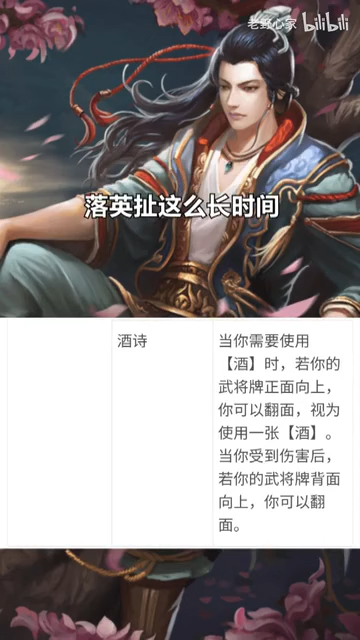 老野心家 bilibili
落英扯这么长时间
酒诗
当你需要使用
【酒】时，若你的
武将牌正面向上，
你可以翻面，视为
使用一张【酒】。
当你受到伤害后，
若你的武将牌背面
向上，你可以翻
面。